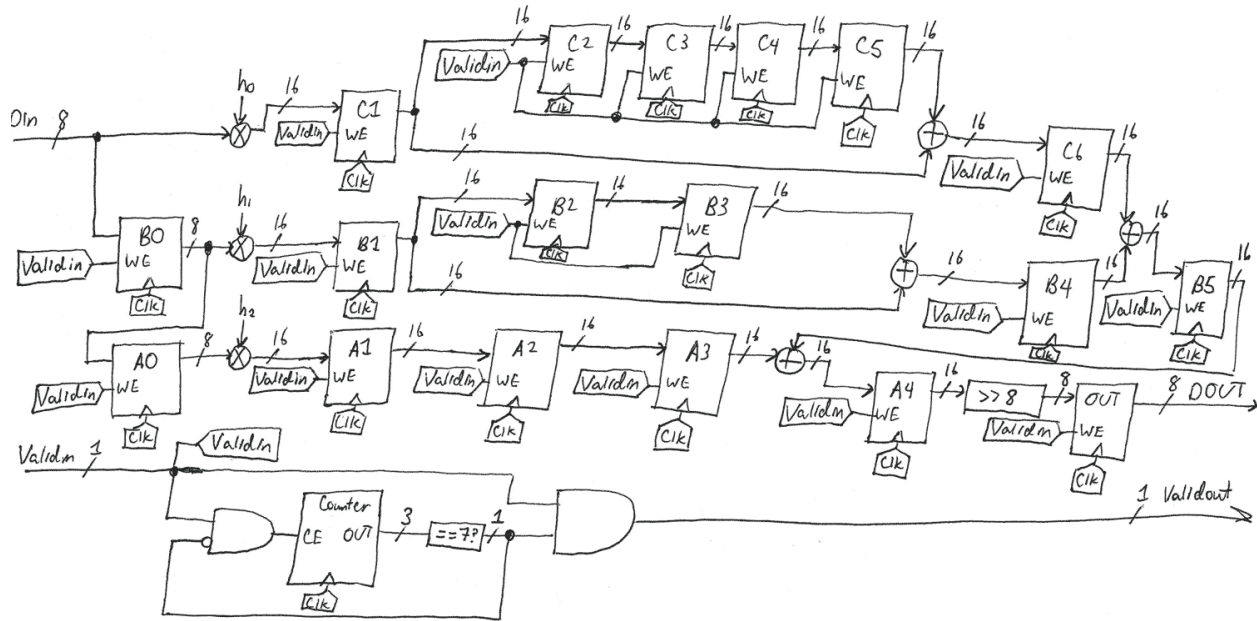 16 16 16 16 16
C2 C3 C4 C5
Validin WE WE WE WE
Clk Clk Clk Clk
h0 16 C1
DIn 8 Validin WE
Clk
16 16 C6 16
Validin WE
Clk
16 B2 16 B3 16
Validin WE WE
Clk Clk
h1 16 B1
B0 8
Validin WE Validin WE
Clk Clk
16 16 B4 16 16 B5 16
Validin WE Validin WE
Clk Clk
h2
A0 8 16 A1 16 A2 16 A3 16 16
Validin WE Validin WE Validin WE Validin WE
Clk Clk Clk Clk
A4 16 >>8 8 OUT 8 DOUT
Validin WE Validin WE
Clk Clk
Validin 1 Validin
Counter
CE OUT 3 ==7? 1
Clk
1 Validout